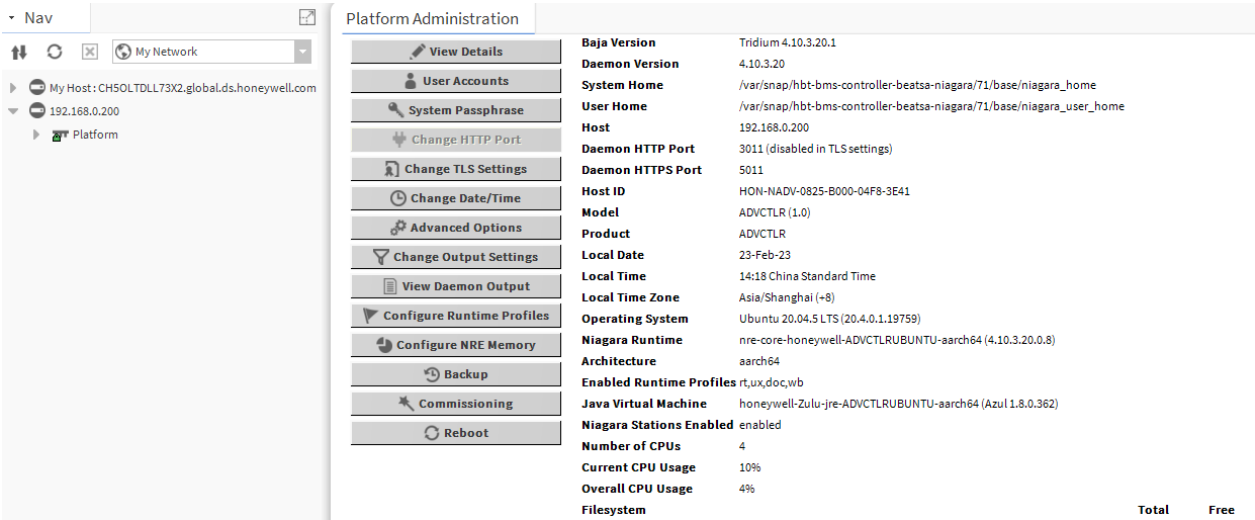 Nav
My Network
My Host : CH5OLTDLL73X2.global.ds.honeywell.com
192.168.0.200
Platform
Platform Administration
View Details
User Accounts
System Passphrase
Change HTTP Port
Change TLS Settings
Change Date/Time
Advanced Options
Change Output Settings
View Daemon Output
Configure Runtime Profiles
Configure NRE Memory
Backup
Commissioning
Reboot
Baja Version Tridium 4.10.3.20.1
Daemon Version 4.10.3.20
System Home /var/snap/hbt-bms-controller-beatsa-niagara/71/base/niagara_home
User Home /var/snap/hbt-bms-controller-beatsa-niagara/71/base/niagara_user_home
Host 192.168.0.200
Daemon HTTP Port 3011 (disabled in TLS settings)
Daemon HTTPS Port 5011
Host ID HON-NADV-0825-B000-04F8-3E41
Model ADVCTLR (1.0)
Product ADVCTLR
Local Date 23-Feb-23
Local Time 14:18 China Standard Time
Local Time Zone Asia/Shanghai (+8)
Operating System Ubuntu 20.04.5 LTS (20.4.0.1.19759)
Niagara Runtime nre-core-honeywell-ADVCTLRUBUNTU-aarch64 (4.10.3.20.0.8)
Architecture aarch64
Enabled Runtime Profiles rt,ux,doc,wb
Java Virtual Machine honeywell-Zulu-jre-ADVCTLRUBUNTU-aarch64 (Azul 1.8.0.362)
Niagara Stations Enabled enabled
Number of CPUs 4
Current CPU Usage 10%
Overall CPU Usage 4%
Filesystem Total Free